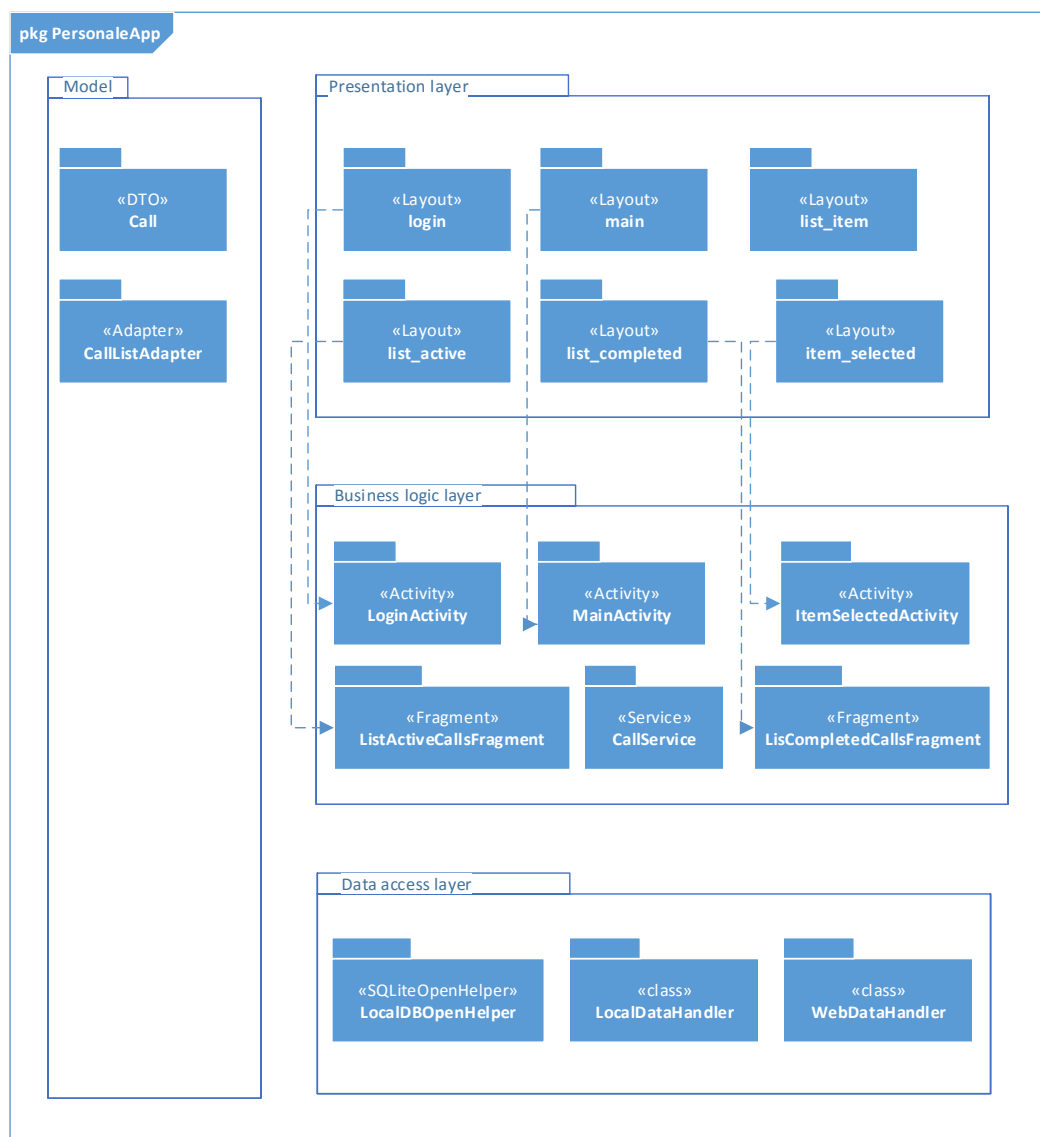 pkg PersonaleApp
Model
Presentation layer
«DTO»
Call
«Adapter»
CallListAdapter
«Layout»
login
«Layout»
main
«Layout»
list_item
«Layout»
list_active
«Layout»
list_completed
«Layout»
item_selected
Business logic layer
«Activity»
LoginActivity
«Activity»
MainActivity
«Activity»
ItemSelectedActivity
«Fragment»
ListActiveCallsFragment
«Service»
CallService
«Fragment»
LisCompletedCallsFragment
Data access layer
«SQLiteOpenHelper»
LocalDBOpenHelper
«class»
LocalDataHandler
«class»
WebDataHandler